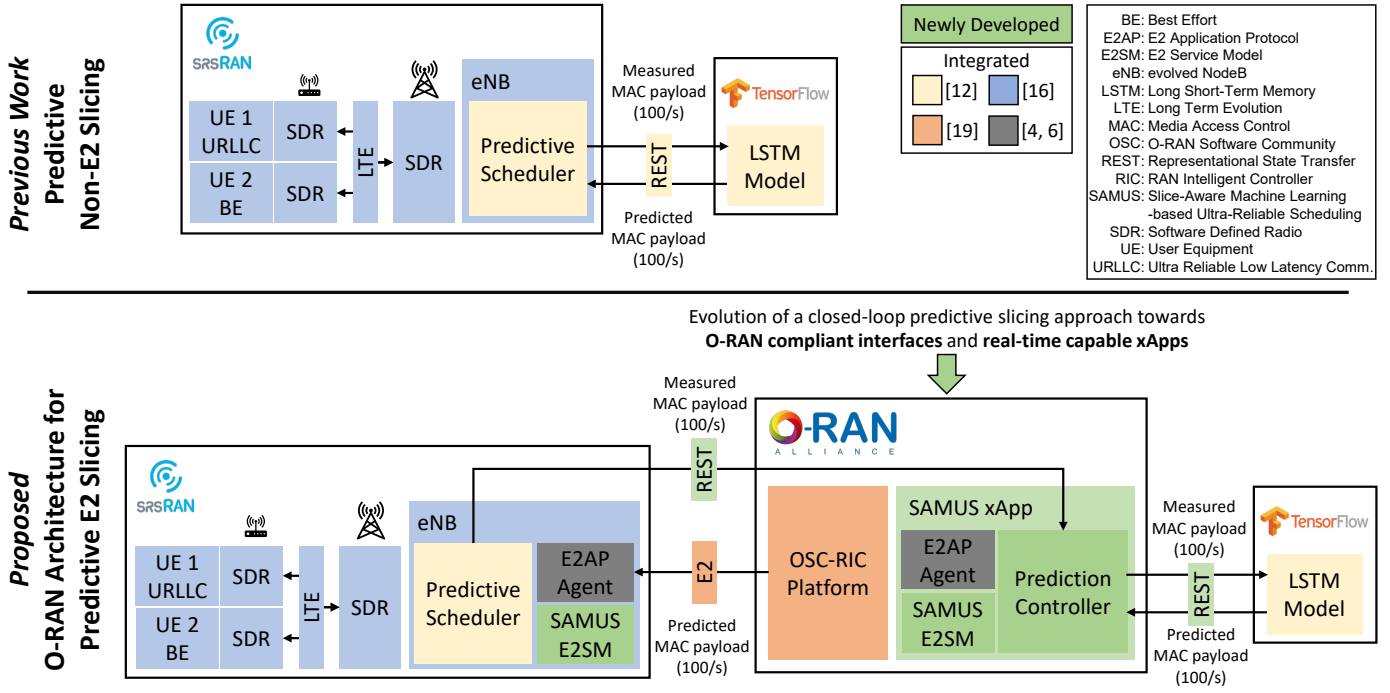 Previous Work
Predictive
Non-E2 Slicing
srsRAN
UE 1
URLLC
SDR
UE 2
BE
SDR
LTE
SDR
eNB
Predictive
Scheduler
Measured
MAC payload
(100/s)
REST
Predicted
MAC payload
(100/s)
TensorFlow
LSTM
Model
Newly Developed
Integrated
[12]
[16]
[19]
[4, 6]
BE: Best Effort
E2AP: E2 Application Protocol
E2SM: E2 Service Model
eNB: evolved NodeB
LSTM: Long Short-Term Memory
LTE: Long Term Evolution
MAC: Media Access Control
OSC: O-RAN Software Community
REST: Representational State Transfer
RIC: RAN Intelligent Controller
SAMUS: Slice-Aware Machine Learning
-based Ultra-Reliable Scheduling
SDR: Software Defined Radio
UE: User Equipment
URLLC: Ultra Reliable Low Latency Comm.
Proposed
O-RAN Architecture for
Predictive E2 Slicing
Evolution of a closed-loop predictive slicing approach towards
O-RAN compliant interfaces and real-time capable xApps
srsRAN
UE 1
URLLC
SDR
UE 2
BE
SDR
LTE
SDR
eNB
Predictive
Scheduler
E2AP
Agent
SAMUS
E2SM
Measured
MAC payload
(100/s)
REST
E2
Predicted
MAC payload
(100/s)
O-RAN
ALLIANCE
OSC-RIC
Platform
SAMUS xApp
E2AP
Agent
SAMUS
E2SM
Prediction
Controller
Measured
MAC payload
(100/s)
REST
Predicted
MAC payload
(100/s)
TensorFlow
LSTM
Model